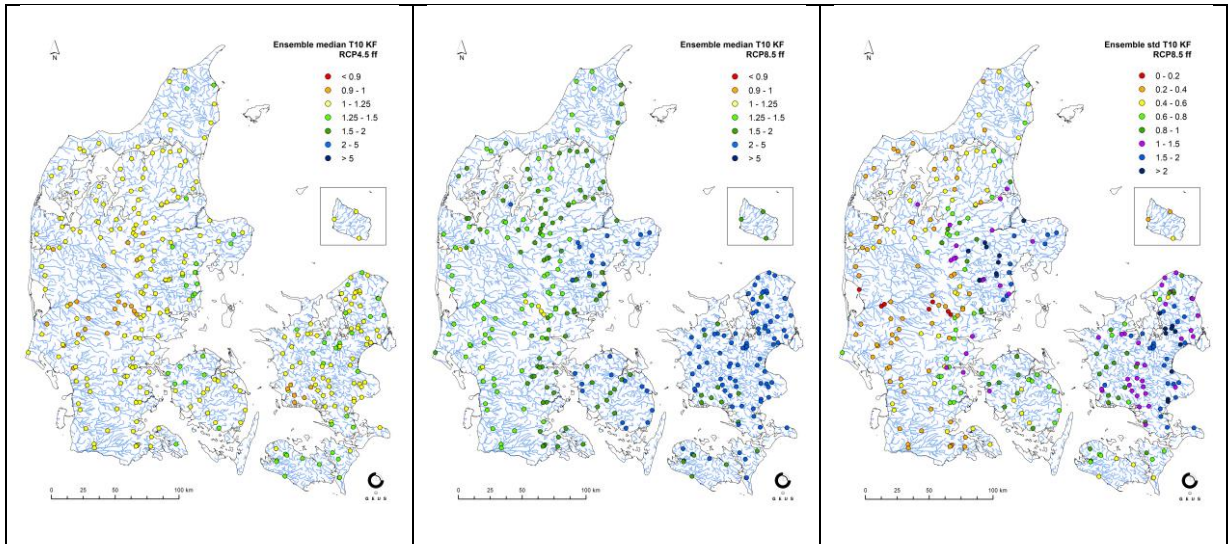 Ensemble median T10 KF
RCP4.5 ff
< 0.9
0.9 - 1
1 - 1.25
1.25 - 1.5
1.5 - 2
2 - 5
> 5
N
0 25 50 100 km
G E U S
Ensemble median T10 KF
RCP8.5 ff
< 0.9
0.9 - 1
1 - 1.25
1.25 - 1.5
1.5 - 2
2 - 5
> 5
N
0 25 50 100 km
G E U S
Ensemble std T10 KF
RCP8.5 ff
0 - 0.2
0.2 - 0.4
0.4 - 0.6
0.6 - 0.8
0.8 - 1
1 - 1.5
1.5 - 2
> 2
N
0 25 50 100 km
G E U S